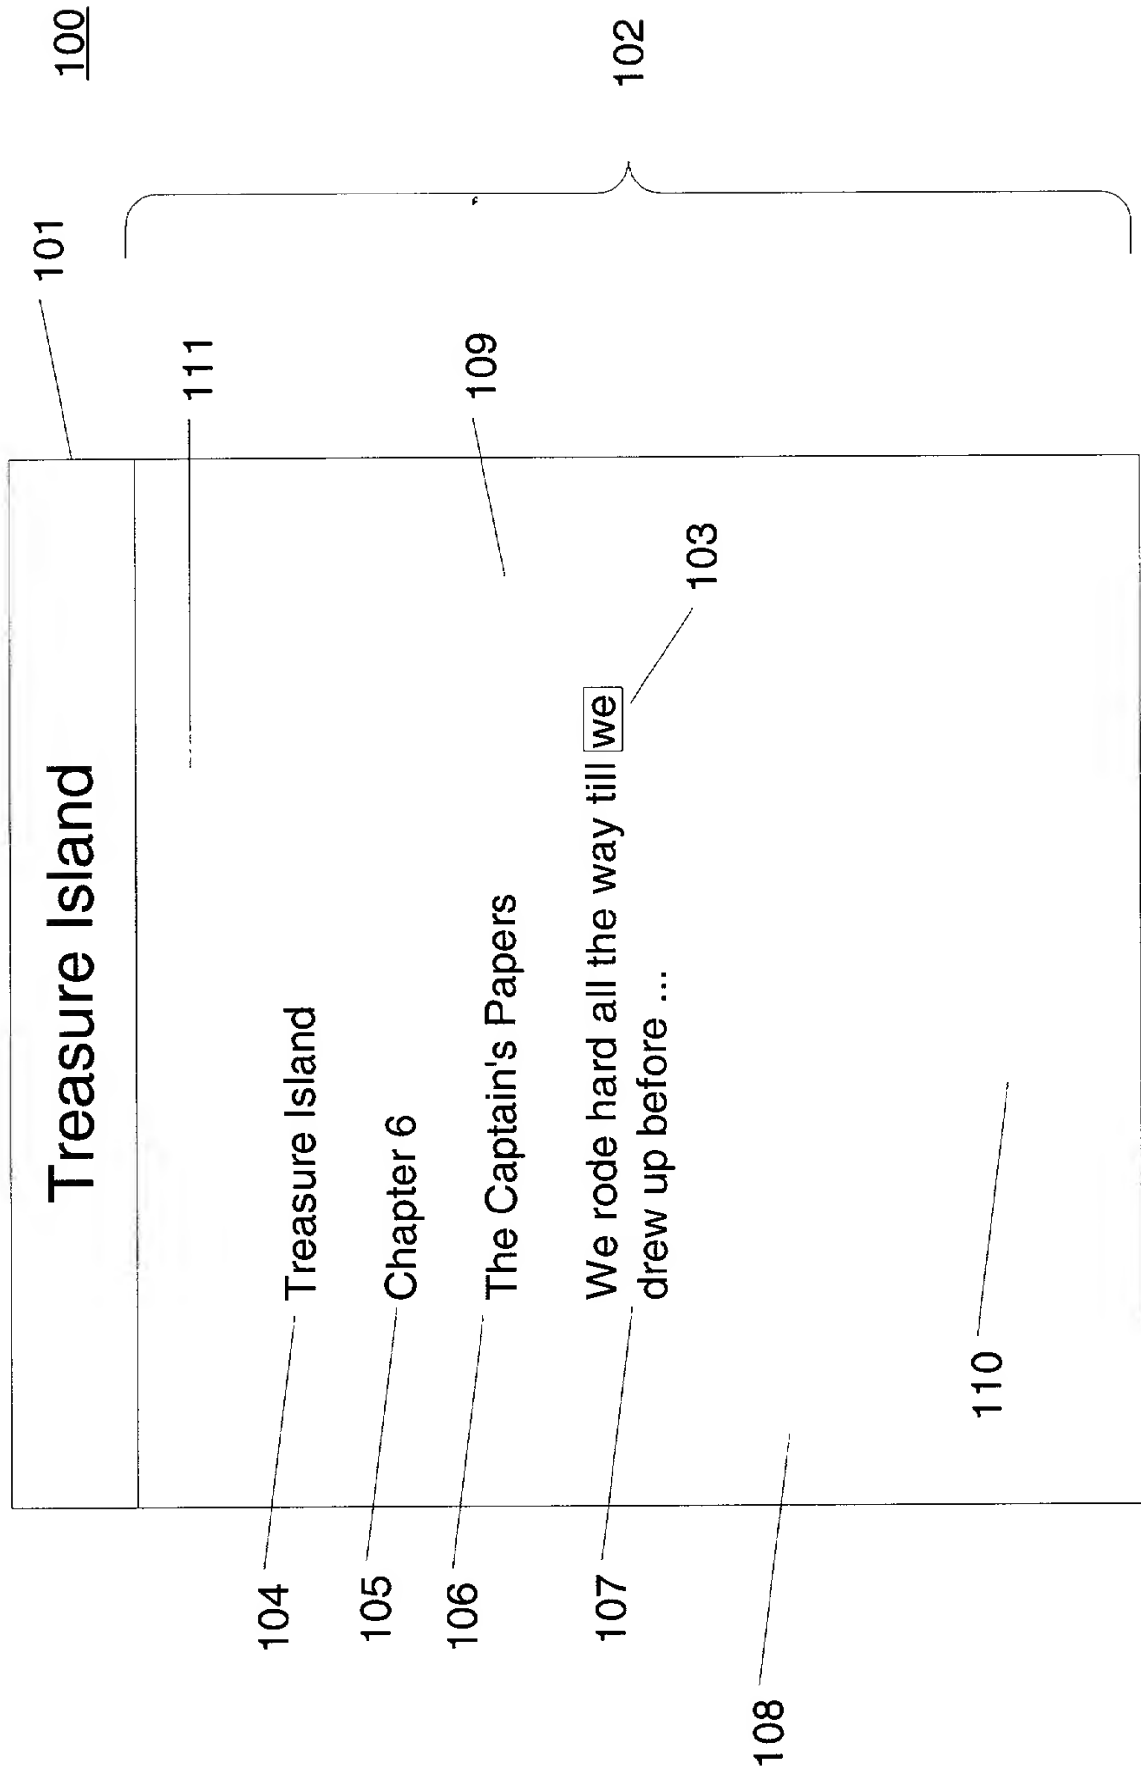 100
Treasure Island
101
111
102
104
Treasure Island
105
Chapter 6
109
106
The Captain's Papers
107
We rode hard all the way till we
103
drew up before ...
108
110